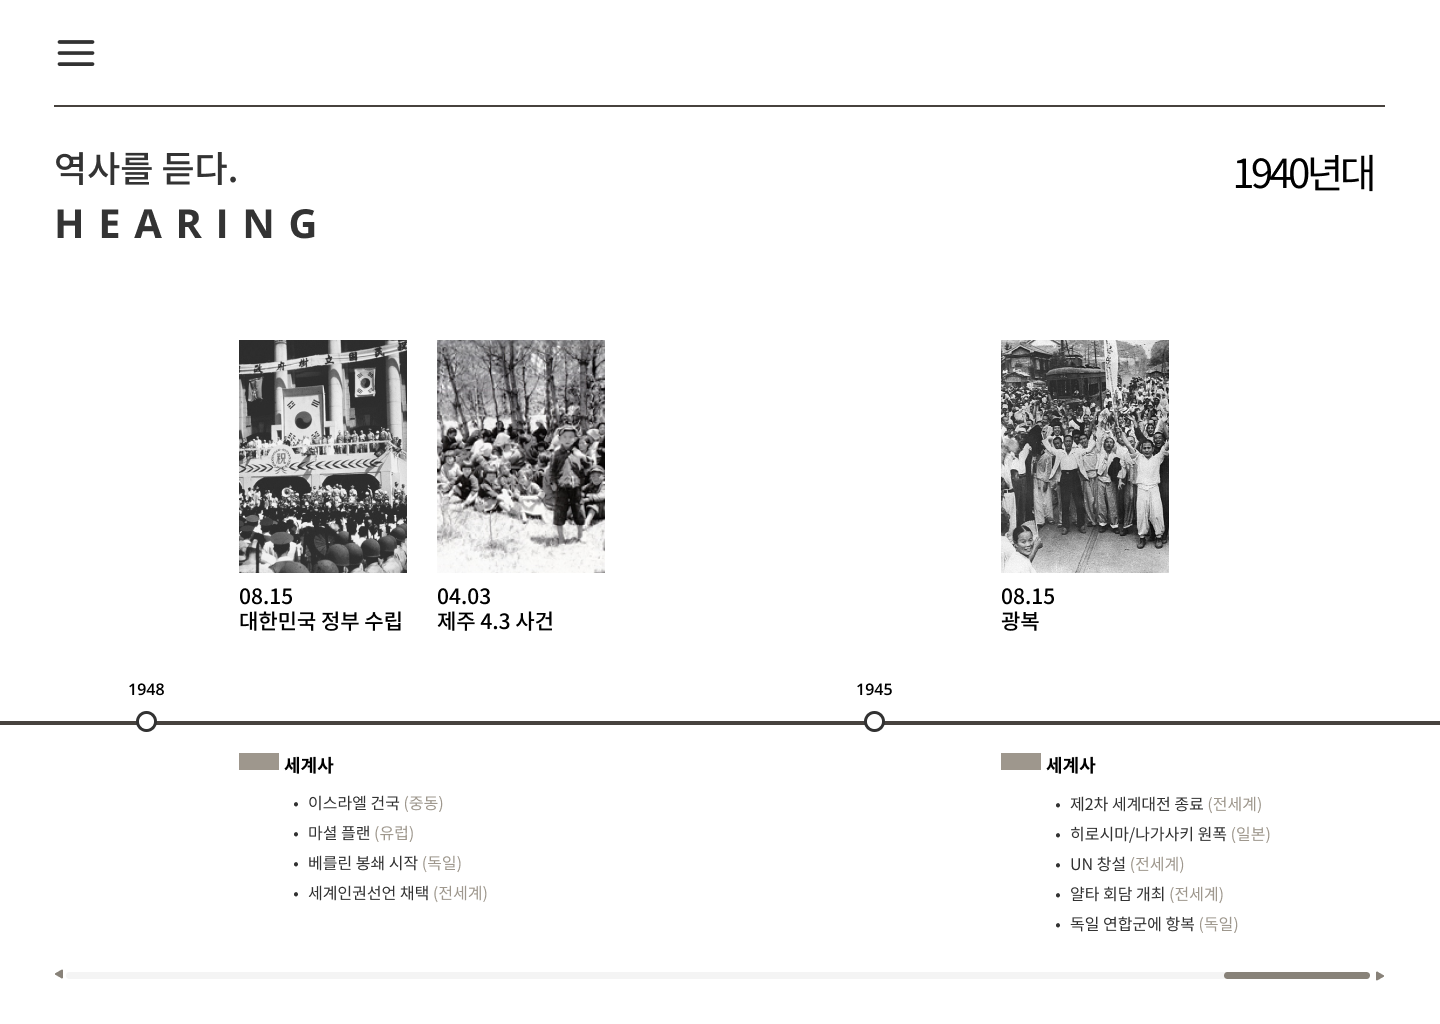 역사를 듣다.
HEARING
1940년대
08.15
대한민국 정부 수립
04.03
제주 4.3 사건
08.15
광복
1948
1945
세계사
• 이스라엘 건국 (중동)
• 마셜 플랜 (유럽)
• 베를린 봉쇄 시작 (독일)
• 세계인권선언 채택 (전세계)
세계사
• 제2차 세계대전 종료 (전세계)
• 히로시마/나가사키 원폭 (일본)
• UN 창설 (전세계)
• 얄타 회담 개최 (전세계)
• 독일 연합군에 항복 (독일)